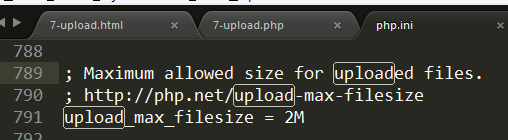 7-upload.html × 7-upload.php × php.ini ×
788
789 ; Maximum allowed size for uploaded files.
790 ; http://php.net/upload-max-filesize
791 upload_max_filesize = 2M